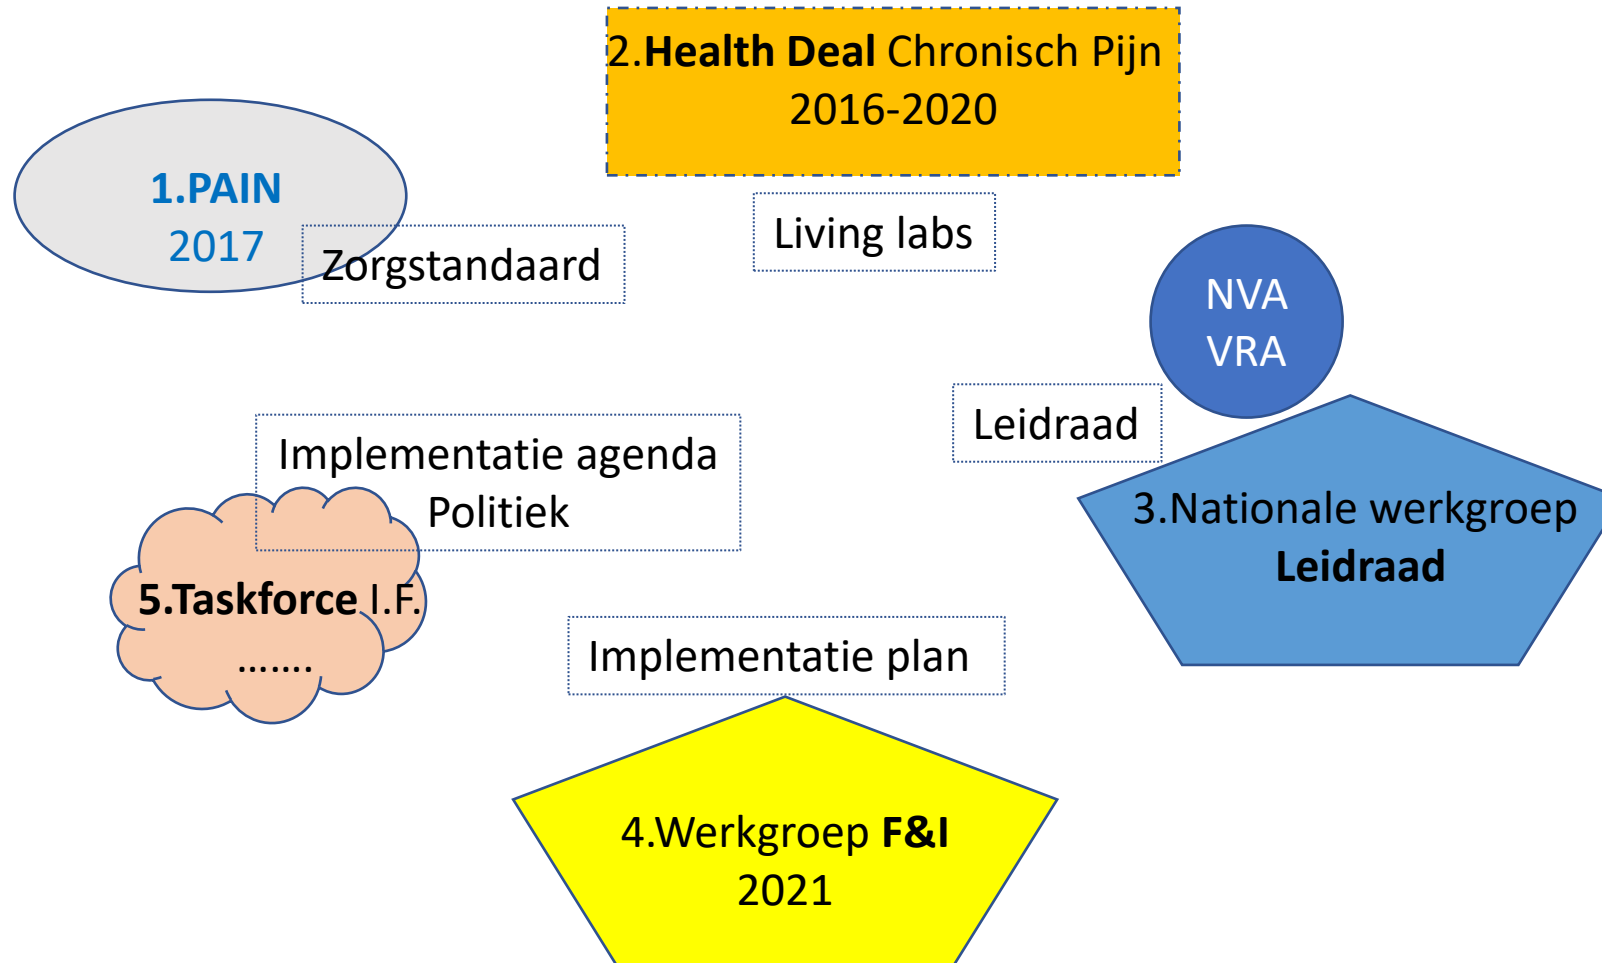 1.PAIN
2017
Zorgstandaard
2.Health Deal Chronisch Pijn
2016-2020
Living labs
NVA
VRA
Leidraad
3.Nationale werkgroep
Leidraad
Implementatie plan
4.Werkgroep F&I
2021
Implementatie agenda
Politiek
5.Taskforce I.F.
.......